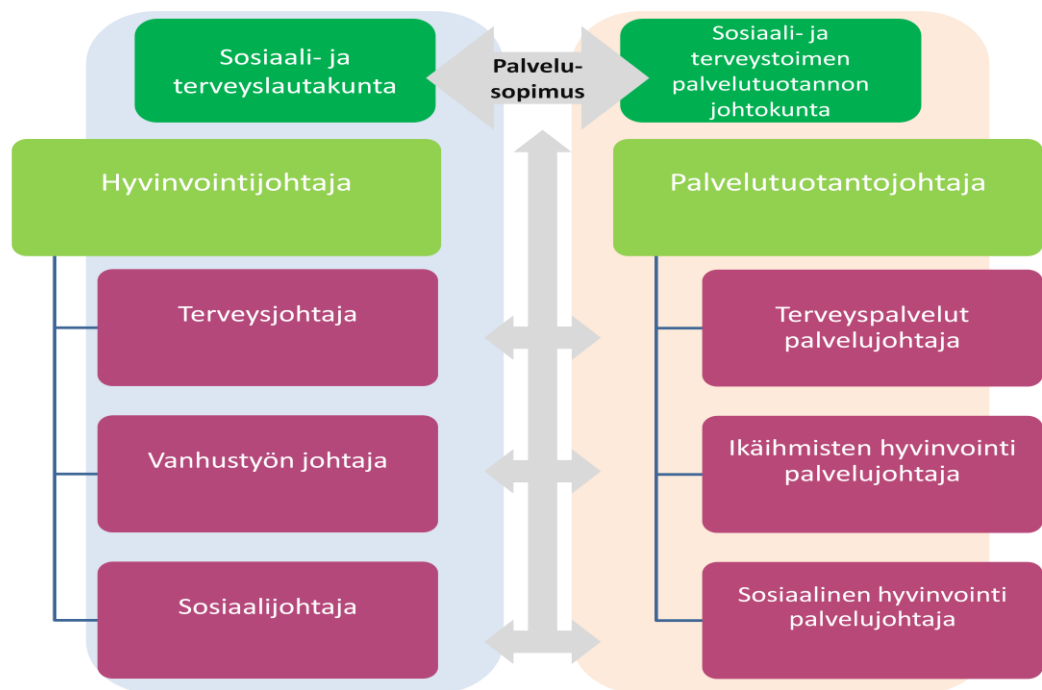 Sosiaali- ja
terveyslautakunta
Palvelu-
sopimus
Sosiaali- ja
terveystoimen
palvelutuotannon
johtokunta
Hyvinvointijohtaja
Palvelutuotantojohtaja
Terveysjohtaja
Terveyspalvelut
palvelujohtaja
Vanhustyön johtaja
Ikäihmisten hyvinvointi
palvelujohtaja
Sosiaalijohtaja
Sosiaalinen hyvinvointi
palvelujohtaja